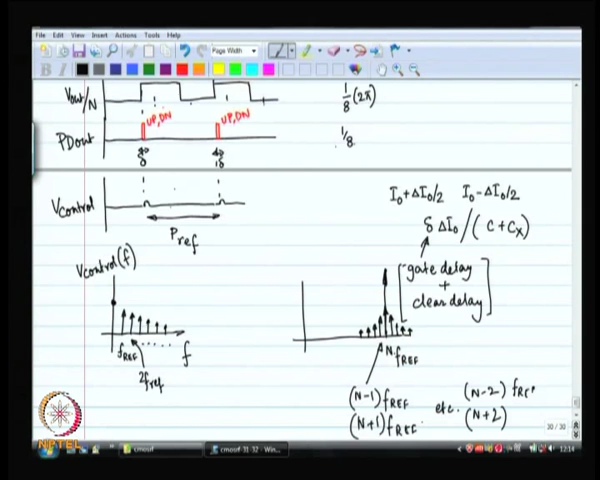 File Edit View Insert Actions Tools Help
Page Width
B I
Vout/N
1/8 (2π)
UP,DN UP,DN
PDout
1/8
δ δ
I₀+ΔI₀/2 I₀-ΔI₀/2
Vcontrol
δ ΔI₀/(C+Cx)
Pref
Vcontrol(f)
gate delay
+
clear delay
fREF f
2fref
N.fREF
(N-1)fREF etc. (N-2) fREF
(N+1)fREF (N+2)
30 / 30
NPTEL
cmosrf
cmosrf-31-32 - Win...
12:14